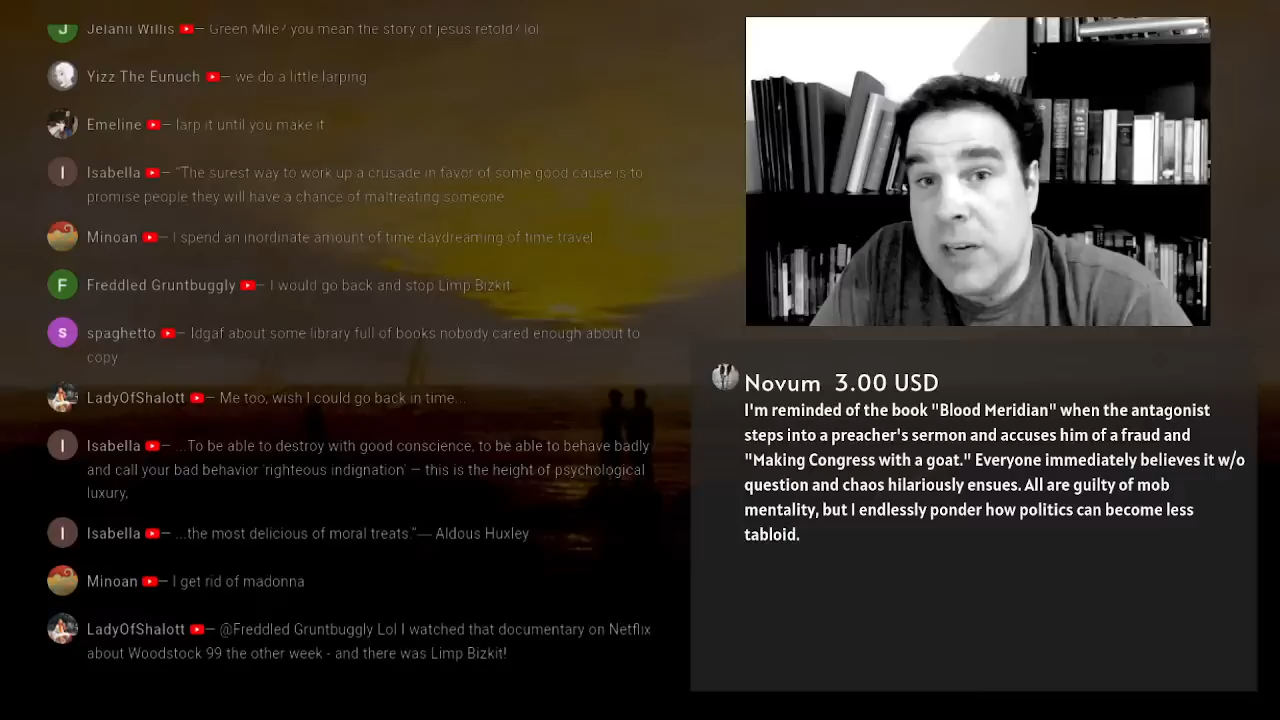 Jelanii Willis — Green Mile? you mean the story of jesus retold? lol
Yizz The Eunuch — we do a little larping
Emeline — larp it until you make it
I
Isabella — "The surest way to work up a crusade in favor of some good cause is to
promise people they will have a chance of maltreating someone
Minoan — I spend an inordinate amount of time daydreaming of time travel
F
Freddled Gruntbuggly — I would go back and stop Limp Bizkit
s
spaghetto — Idgaf about some library full of books nobody cared enough about to
copy
LadyOfShalott — Me too, wish I could go back in time...
I
Isabella — ...To be able to destroy with good conscience, to be able to behave badly
and call your bad behavior 'righteous indignation' — this is the height of psychological
luxury,
I
Isabella — ...the most delicious of moral treats."― Aldous Huxley
Minoan — I get rid of madonna
LadyOfShalott — @Freddled Gruntbuggly Lol I watched that documentary on Netflix
about Woodstock 99 the other week - and there was Limp Bizkit!
Novum 3.00 USD
I'm reminded of the book "Blood Meridian" when the antagonist
steps into a preacher's sermon and accuses him of a fraud and
"Making Congress with a goat." Everyone immediately believes it w/o
question and chaos hilariously ensues. All are guilty of mob
mentality, but I endlessly ponder how politics can become less
tabloid.